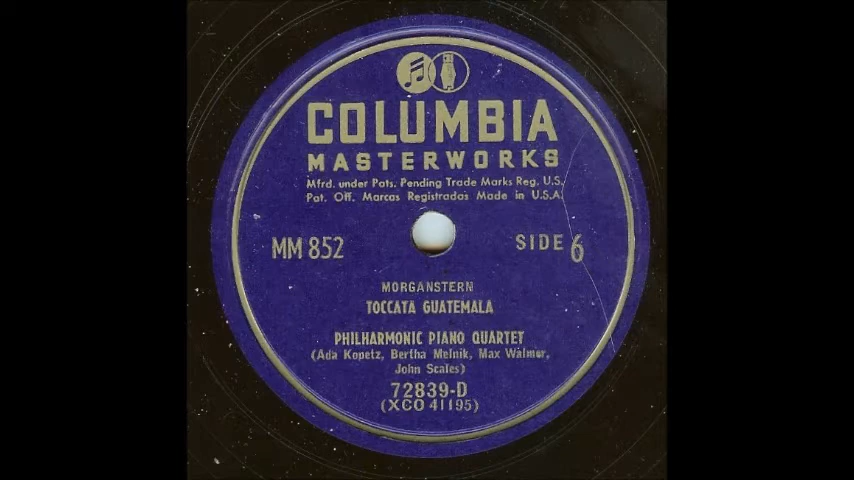 COLUMBIA
MASTERWORKS
Mfrd. under Pats. Pending Trade Marks Reg. U.S.
Pat. Off. Marcas Registradas Made in U.S.A.
MM 852
SIDE 6
MORGANSTERN
TOCCATA GUATEMALA
PHILHARMONIC PIANO QUARTET
(Ada Kopetz, Bertha Melnik, Max Walmer,
John Scales)
72839-D
(XCO 41195)